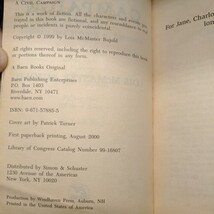 A CIVIL CAMPAIGN
This is a work of fiction. All the characters and events portrayed
in this book are fictional, and any resemblance to real people
or incidents is purely coincidental.
Copyright © 1999 by Lois McMaster Bujold
All rights reserved, including the right to reproduce this book
or portions thereof in any form.
A Baen Books Original
Baen Publishing Enterprises
P.O. Box 1403
Riverdale, NY 10471
www.baen.com
ISBN: 0-671-57885-5
Cover art by Patrick Turner
First paperback printing, August 2000
Library of Congress Catalog Number
Distributed by Simon & Schuster
1230 Avenue of the Americas
New York, NY 10020
Production by Windhaven Press, Auburn, NH
Printed in the United States of America
For Jane, Charlo